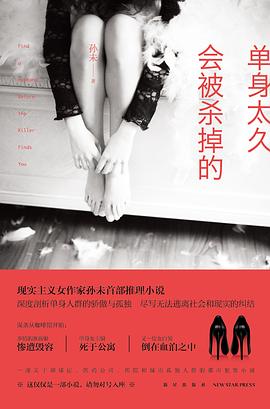 单身太久
会被杀掉的
孙未
著
Find
a
Husband
Before
the
Killer
Finds
You
现实主义女作家孙未首部推理小说
深度剖析单身人群的骄傲与孤独 尽写无法逃离社会和现实的纠结
惨遭毁容
死于公寓
倒在血泊之中
※ 这仅仅是一部小说，请勿对号入座 ※
新星出版社 NEW STAR PRESS